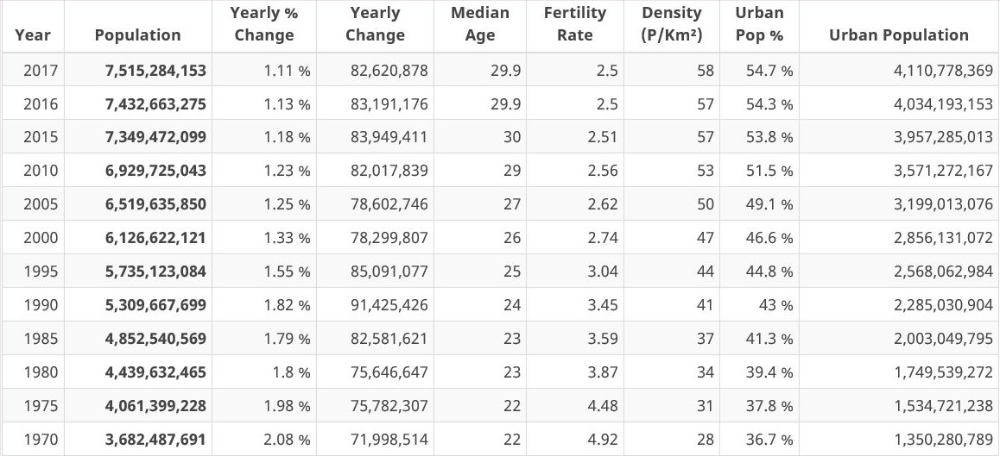 Year Population Yearly % Change Yearly Change Median Age Fertility Rate Density (P/Km²) Urban Pop % Urban Population
2017 7,515,284,153 1.11 % 82,620,878 29.9 2.5 58 54.7 % 4,110,778,369
2016 7,432,663,275 1.13 % 83,191,176 29.9 2.5 57 54.3 % 4,034,193,153
2015 7,349,472,099 1.18 % 83,949,411 30 2.51 57 53.8 % 3,957,285,013
2010 6,929,725,043 1.23 % 82,017,839 29 2.56 53 51.5 % 3,571,272,167
2005 6,519,635,850 1.25 % 78,602,746 27 2.62 50 49.1 % 3,199,013,076
2000 6,126,622,121 1.33 % 78,299,807 26 2.74 47 46.6 % 2,856,131,072
1995 5,735,123,084 1.55 % 85,091,077 25 3.04 44 44.8 % 2,568,062,984
1990 5,309,667,699 1.82 % 91,425,426 24 3.45 41 43 % 2,285,030,904
1985 4,852,540,569 1.79 % 82,581,621 23 3.59 37 41.3 % 2,003,049,795
1980 4,439,632,465 1.8 % 75,646,647 23 3.87 34 39.4 % 1,749,539,272
1975 4,061,399,228 1.98 % 75,782,307 22 4.48 31 37.8 % 1,534,721,238
1970 3,682,487,691 2.08 % 71,998,514 22 4.92 28 36.7 % 1,350,280,789